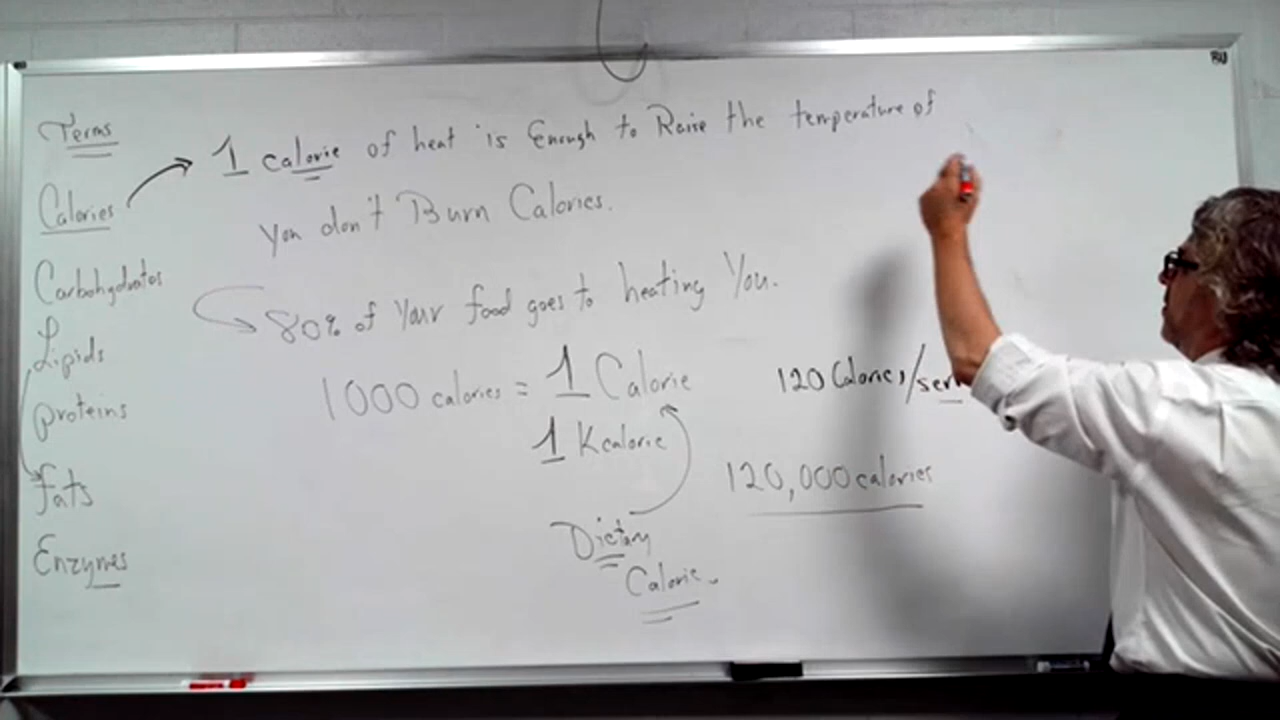 Terms
Calories
Carbohydrates
Lipids
proteins
fats
Enzymes
1 calorie of heat is Enough to Raise the temperature of
You don't Burn Calories.
80% of Your food goes to heating You.
1000 calories = 1 Calorie
1 Kcalorie
Dietary
Calorie
120 Calories/ser
120,000 calories
BU